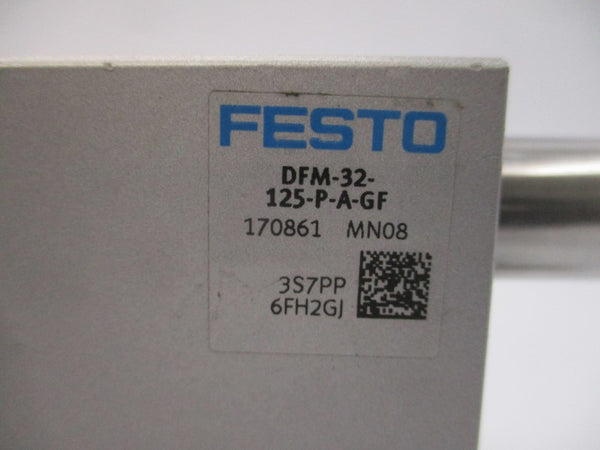 FESTO
DFM-32-
125-P-A-GF
170861 MN08
3S7PP
6FH2GJ